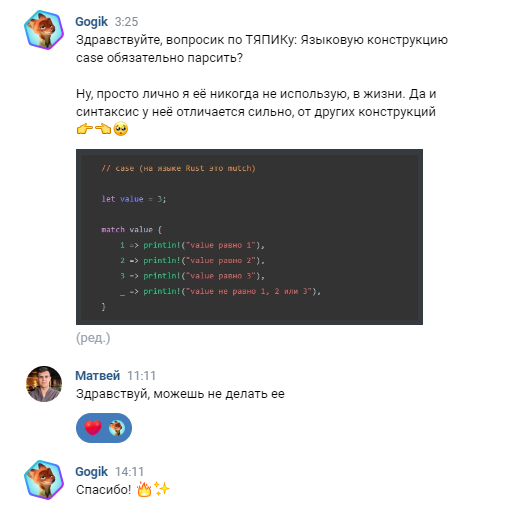 Gogik 3:25
Здравствуйте, вопросик по ТЯПИКу: Языковую конструкцию
case обязательно парсить?
Ну, просто лично я её никогда не использую, в жизни. Да и
синтаксис у неё отличается сильно, от других конструкций
👉👈🥺
// case (на языке Rust это match)
let value = 3;
match value {
1 => println!("value равно 1"),
2 => println!("value равно 2"),
3 => println!("value равно 3"),
_ => println!("value не равно 1, 2 или 3"),
}
(ред.)
Матвей 11:11
Здравствуй, можешь не делать ее
Gogik 14:11
Спасибо! 🔥✨